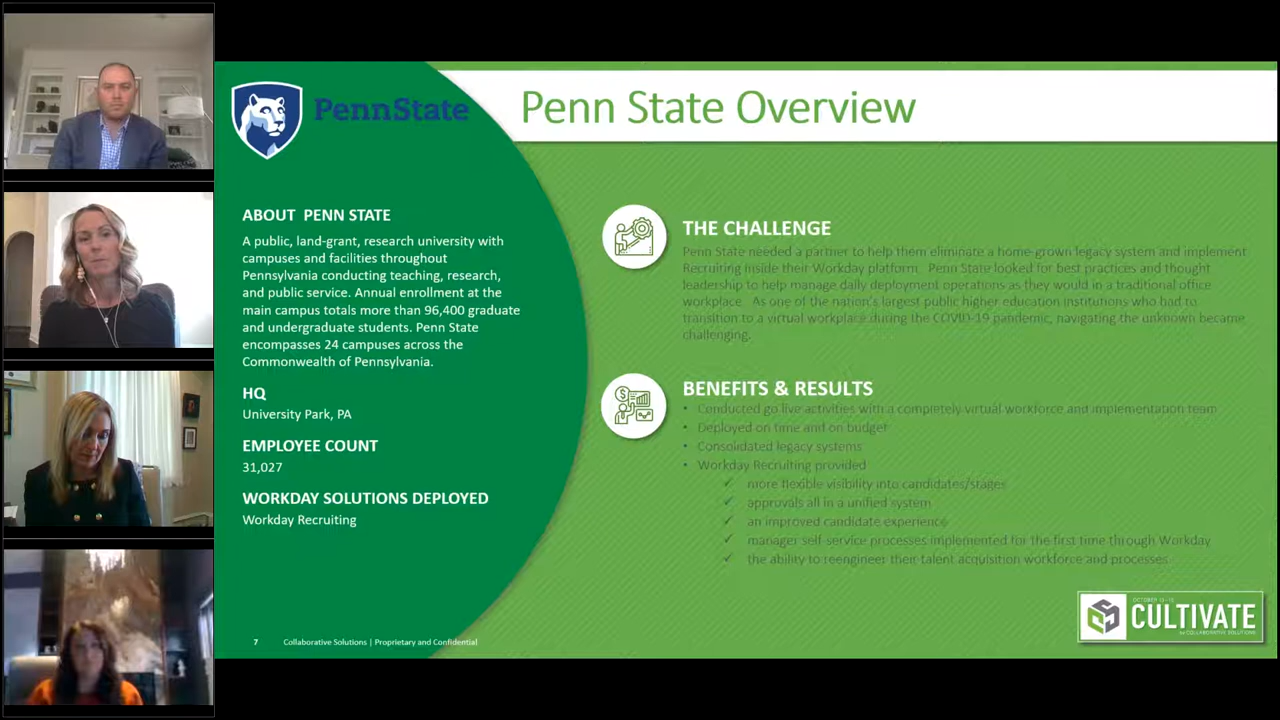 PennState
Penn State Overview
ABOUT PENN STATE
A public, land-grant, research university with
campuses and facilities throughout
Pennsylvania conducting teaching, research,
and public service. Annual enrollment at the
main campus totals more than 96,400 graduate
and undergraduate students. Penn State
encompasses 24 campuses across the
Commonwealth of Pennsylvania.
HQ
University Park, PA
EMPLOYEE COUNT
31,027
WORKDAY SOLUTIONS DEPLOYED
Workday Recruiting
THE CHALLENGE
Penn State needed a partner to help them eliminate a home-grown legacy system and implement
Recruiting inside their Workday platform. Penn State looked for best practices and thought
leadership to help manage daily deployment operations as they would in a traditional office
workplace. As one of the nation's largest public higher education institutions who had to
transition to a virtual workplace during the COVID-19 pandemic, navigating the unknown became
challenging.
BENEFITS & RESULTS
• Conducted go live activities with a completely virtual workforce and implementation team
• Deployed on time and on budget
• Consolidated legacy systems
• Workday Recruiting provided
✓ more flexible visibility into candidates/stages
✓ approvals all in a unified system
✓ an improved candidate experience
✓ manager self-service processes implemented for the first time through Workday
✓ the ability to reengineer their talent acquisition workforce and processes
7 Collaborative Solutions | Proprietary and Confidential
CULTIVATE
by COLLABORATIVE SOLUTIONS